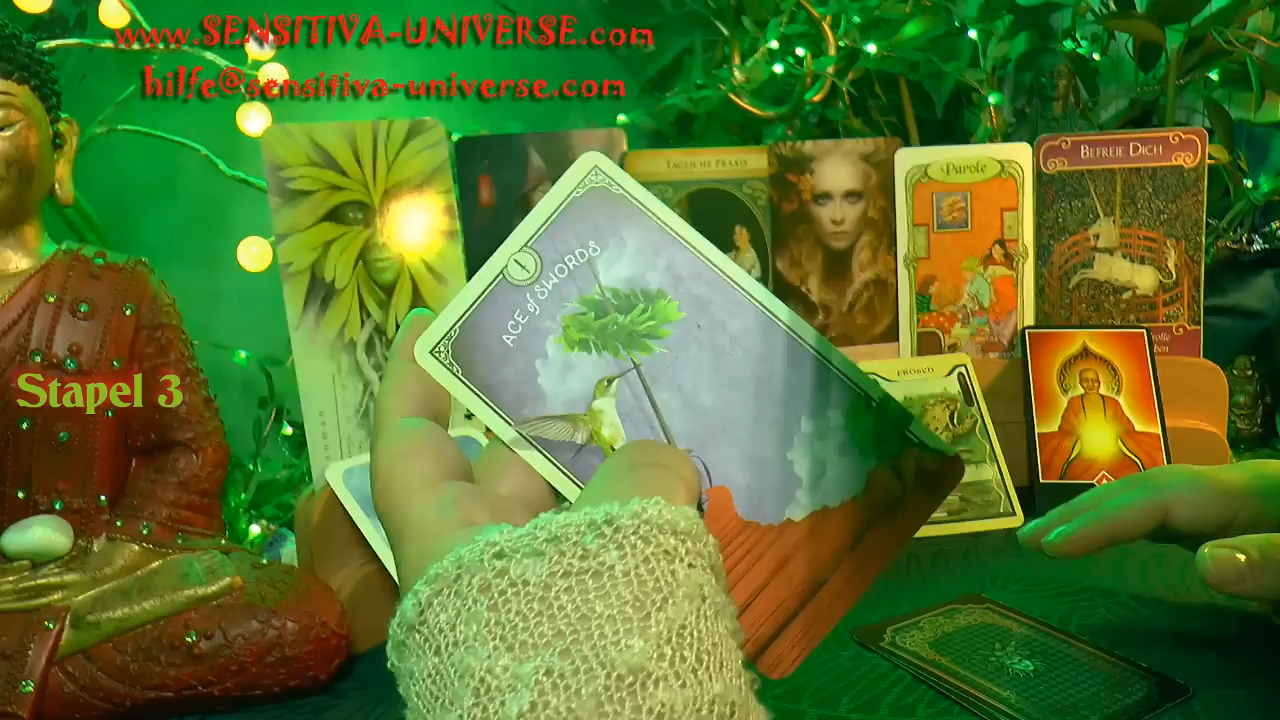 www.SENSITIVA-UNIVERSE.com
hilfe@sensitiva-universe.com
TÄGLICHE PRAXIS
Parole
BEFREIE DICH
ACE of SWORDS
FROSCH
Stapel 3